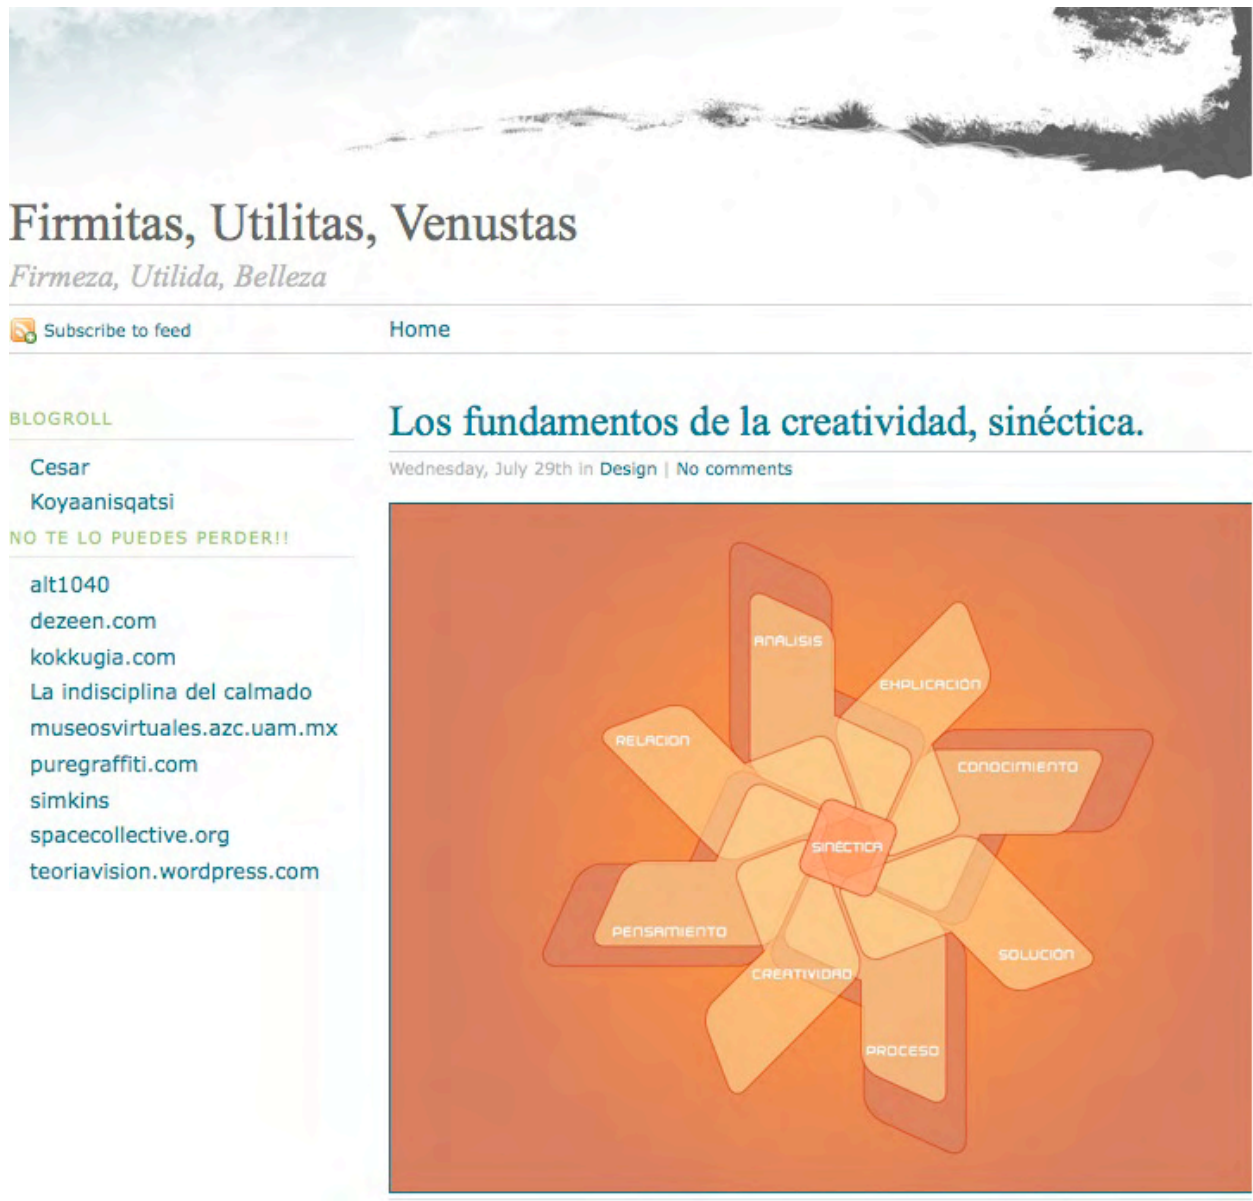 Firmitas, Utilitas, Venustas
Firmeza, Utilida, Belleza
Subscribe to feed
Home
BLOGROLL
Cesar
Koyaanisqatsi
NO TE LO PUEDES PERDER!!
alt1040
dezeen.com
kokkugia.com
La indisciplina del calmado
museosvirtuales.azc.uam.mx
puregraffiti.com
simkins
spacecollective.org
teoriavision.wordpress.com
Los fundamentos de la creatividad, sinéctica.
Wednesday, July 29th in Design | No comments
ANALISIS
EXPLICACIÓN
RELACION
CONOCIMIENTO
SINÉCTICA
PENSAMIENTO
SOLUCIÓN
CREATIVIDAD
PROCESO